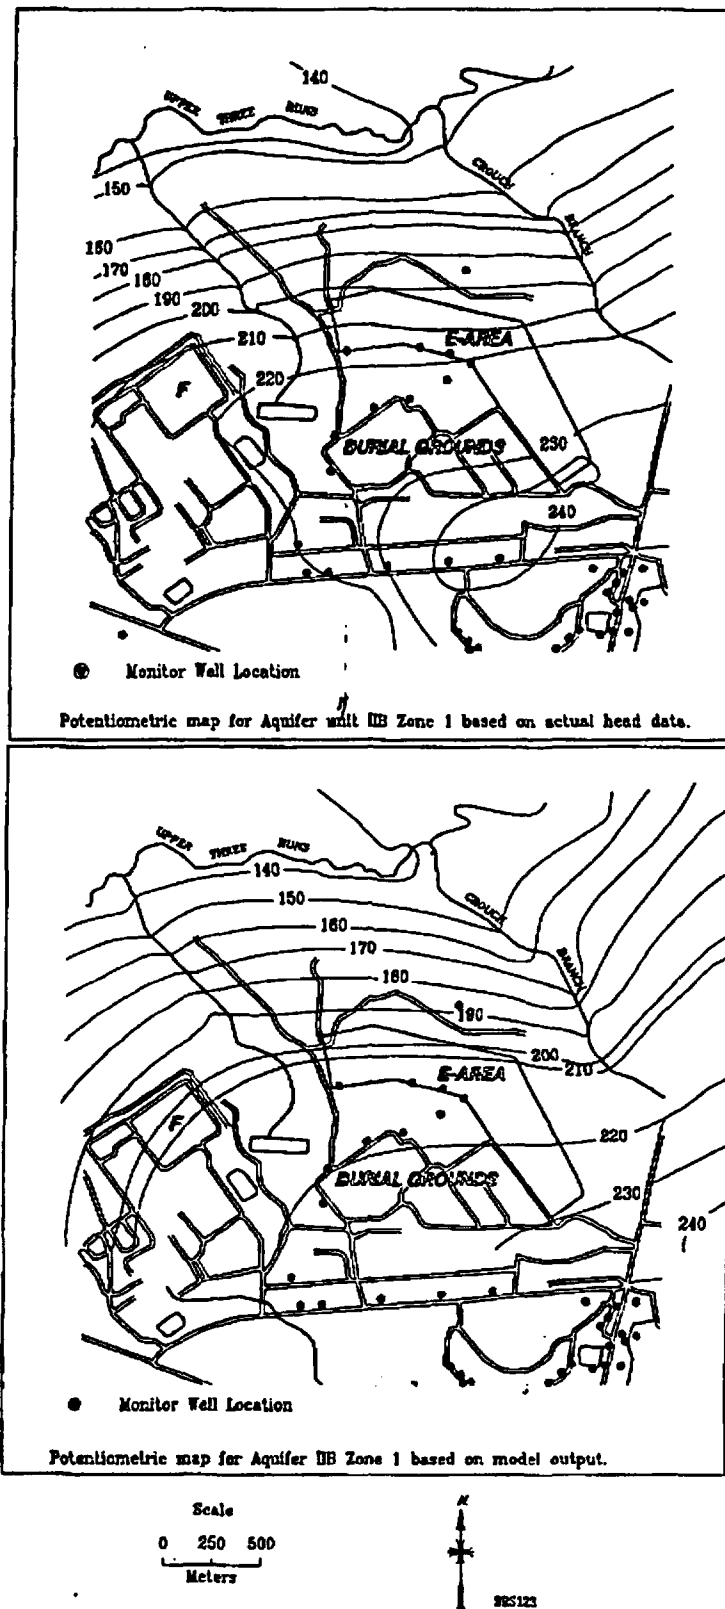 140
UPPER THREE RUNS
CROUCH
BRANCH
150
160
170
180
190
200
210
E-AREA
220
F
BURIAL GROUNDS
230
240
Monitor Well Location
Potentiometric map for Aquifer unit IIB Zone 1 based on actual head data.
UPPER THREE RUNS
140
150
CROUCH
160
170
BRANCH
180
190
200
210
E-AREA
F
220
BURIAL GROUNDS
230
240
Monitor Well Location
Potentiometric map for Aquifer IIB Zone 1 based on model output.
Scale
0 250 500
Meters
N